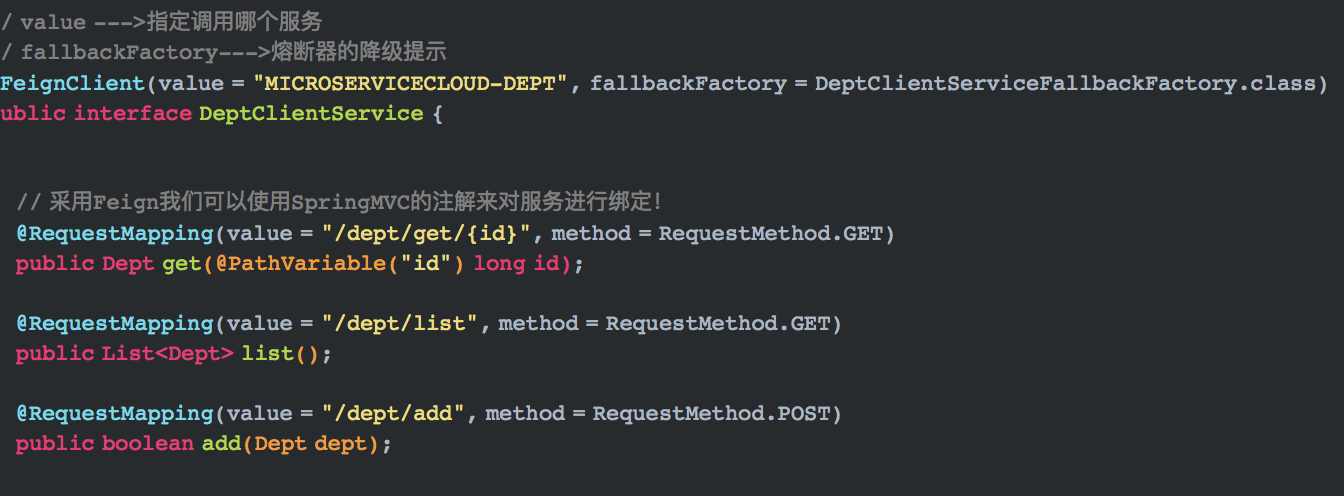 / value --->指定调用哪个服务
/ fallbackFactory--->熔断器的降级提示
FeignClient(value = "MICROSERVICECLOUD-DEPT", fallbackFactory = DeptClientServiceFallbackFactory.class)
ublic interface DeptClientService {
// 采用Feign我们可以使用SpringMVC的注解来对服务进行绑定!
@RequestMapping(value = "/dept/get/{id}", method = RequestMethod.GET)
public Dept get(@PathVariable("id") long id);
@RequestMapping(value = "/dept/list", method = RequestMethod.GET)
public List<Dept> list();
@RequestMapping(value = "/dept/add", method = RequestMethod.POST)
public boolean add(Dept dept);